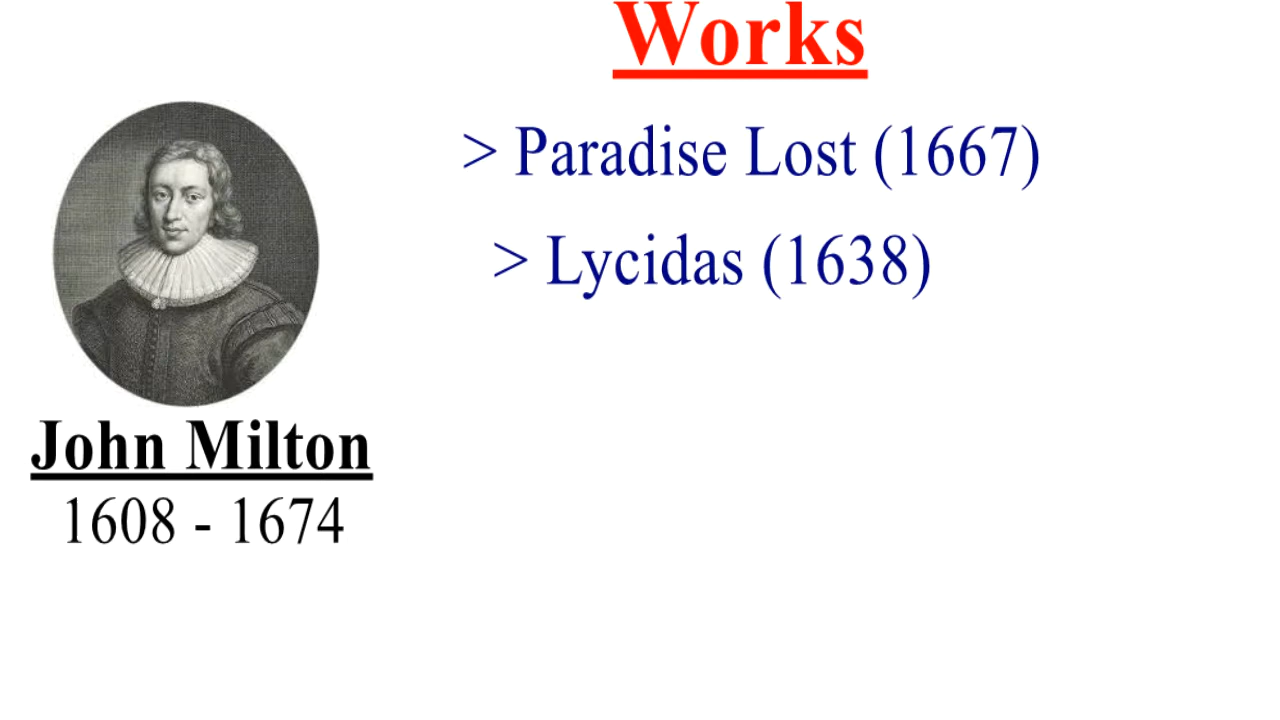 Works
> Paradise Lost (1667)
> Lycidas (1638)
John Milton
1608 - 1674